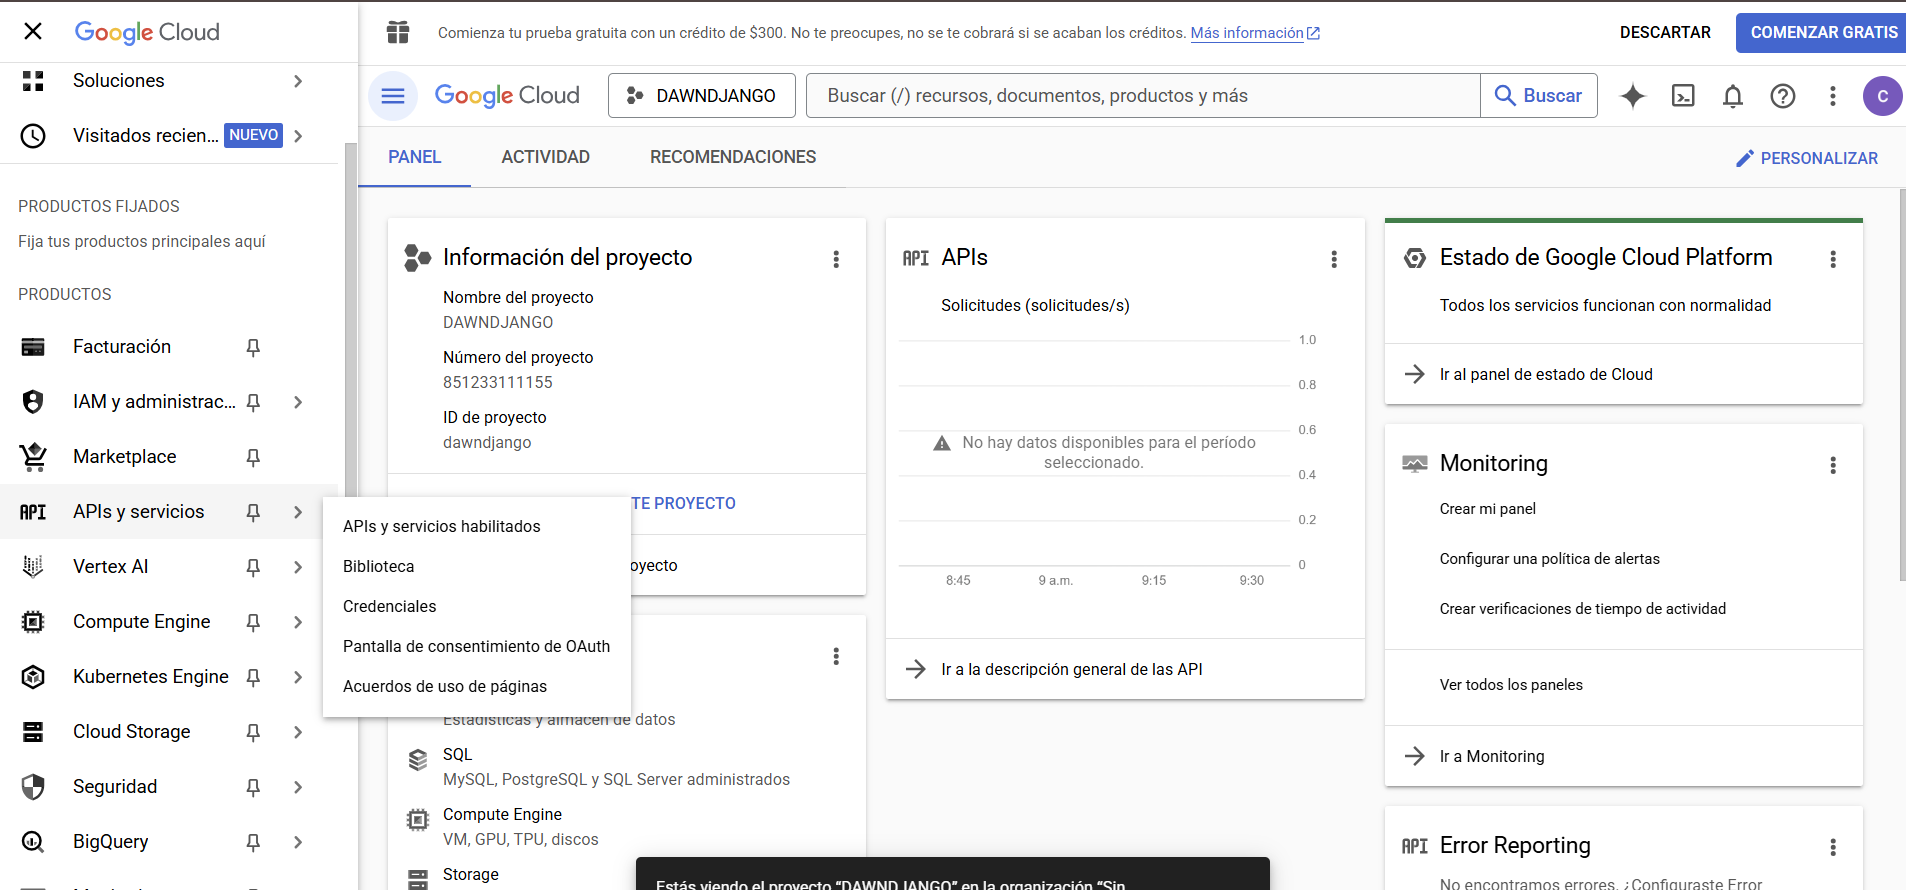 Google Cloud
Soluciones
Visitados recien... NUEVO
PRODUCTOS FIJADOS
Fija tus productos principales aquí
PRODUCTOS
Facturación
IAM y administrac...
Marketplace
APIs y servicios
Vertex AI
Compute Engine
Kubernetes Engine
Cloud Storage
Seguridad
BigQuery
APIs y servicios habilitados
Biblioteca
Credenciales
Pantalla de consentimiento de OAuth
Acuerdos de uso de páginas
Comienza tu prueba gratuita con un crédito de $300. No te preocupes, no se te cobrará si se acaban los créditos. Más información
DESCARTAR
COMENZAR GRATIS
Google Cloud
DAWNDJANGO
Buscar (/) recursos, documentos, productos y más
Buscar
C
PANEL
ACTIVIDAD
RECOMENDACIONES
PERSONALIZAR
Información del proyecto
Nombre del proyecto
DAWNDJANGO
Número del proyecto
851233111155
ID de proyecto
dawndjango
TE PROYECTO
oyecto
Estadísticas y almacén de datos
SQL
MySQL, PostgreSQL y SQL Server administrados
Compute Engine
VM, GPU, TPU, discos
Storage
API APIs
Solicitudes (solicitudes/s)
1.0
0.8
0.6
0.4
0.2
0
No hay datos disponibles para el período
seleccionado.
8:45
9 a.m.
9:15
9:30
Ir a la descripción general de las API
Estado de Google Cloud Platform
Todos los servicios funcionan con normalidad
Ir al panel de estado de Cloud
Monitoring
Crear mi panel
Configurar una política de alertas
Crear verificaciones de tiempo de actividad
Ver todos los paneles
Ir a Monitoring
API Error Reporting
No encontramos errores. ¿Configuraste Error
Estás viendo el proyecto "DAWNDJANGO" en la organización "Sin